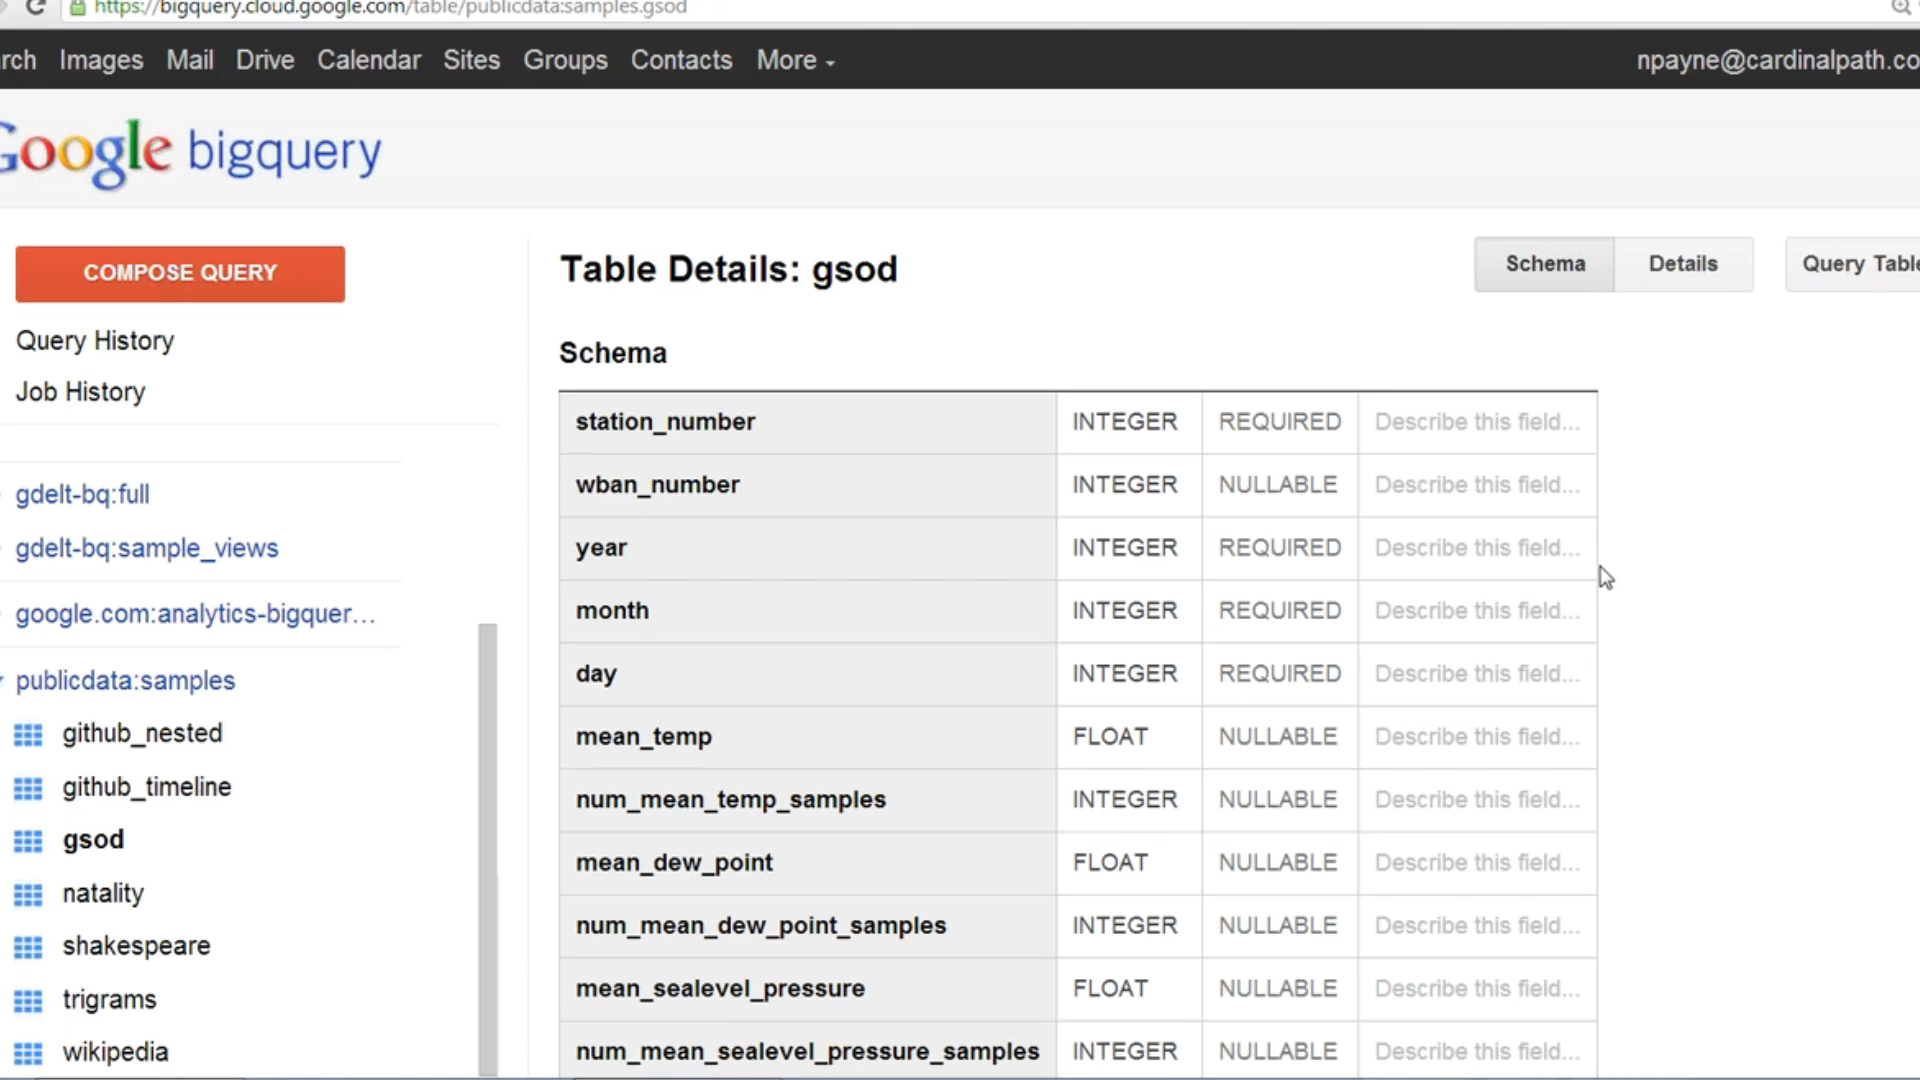 https://bigquery.cloud.google.com/table/publicdata:samples.gsod
rch Images Mail Drive Calendar Sites Groups Contacts More npayne@cardinalpath.co
Google bigquery
COMPOSE QUERY
Query History
Job History
gdelt-bq:full
gdelt-bq:sample_views
google.com:analytics-bigquer...
publicdata:samples
github_nested
github_timeline
gsod
natality
shakespeare
trigrams
wikipedia
Table Details: gsod
Schema Details Query Table
Schema
station_number INTEGER REQUIRED Describe this field...
wban_number INTEGER NULLABLE Describe this field...
year INTEGER REQUIRED Describe this field...
month INTEGER REQUIRED Describe this field...
day INTEGER REQUIRED Describe this field...
mean_temp FLOAT NULLABLE Describe this field...
num_mean_temp_samples INTEGER NULLABLE Describe this field...
mean_dew_point FLOAT NULLABLE Describe this field...
num_mean_dew_point_samples INTEGER NULLABLE Describe this field...
mean_sealevel_pressure FLOAT NULLABLE Describe this field...
num_mean_sealevel_pressure_samples INTEGER NULLABLE Describe this field...